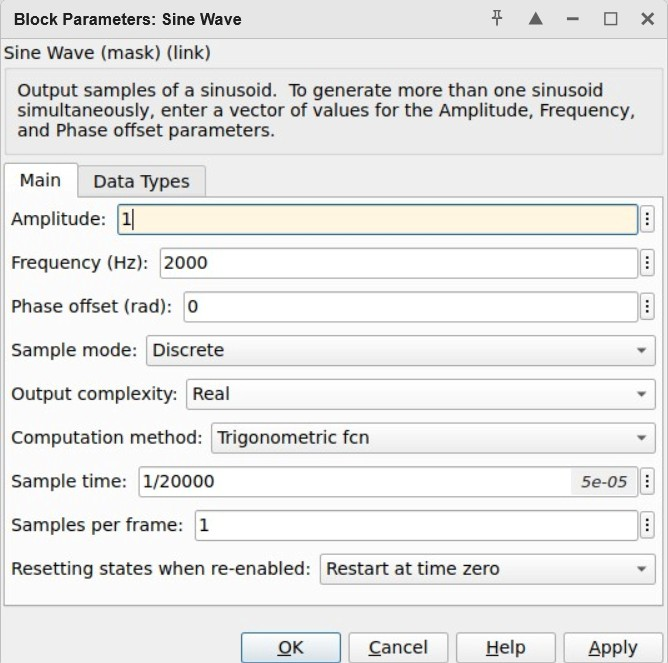 Block Parameters: Sine Wave
Sine Wave (mask) (link)
Output samples of a sinusoid.  To generate more than one sinusoid
simultaneously, enter a vector of values for the Amplitude, Frequency,
and Phase offset parameters.
Main Data Types
Amplitude: 1
Frequency (Hz): 2000
Phase offset (rad): 0
Sample mode: Discrete
Output complexity: Real
Computation method: Trigonometric fcn
Sample time: 1/20000 5e-05
Samples per frame: 1
Resetting states when re-enabled: Restart at time zero
OK Cancel Help Apply